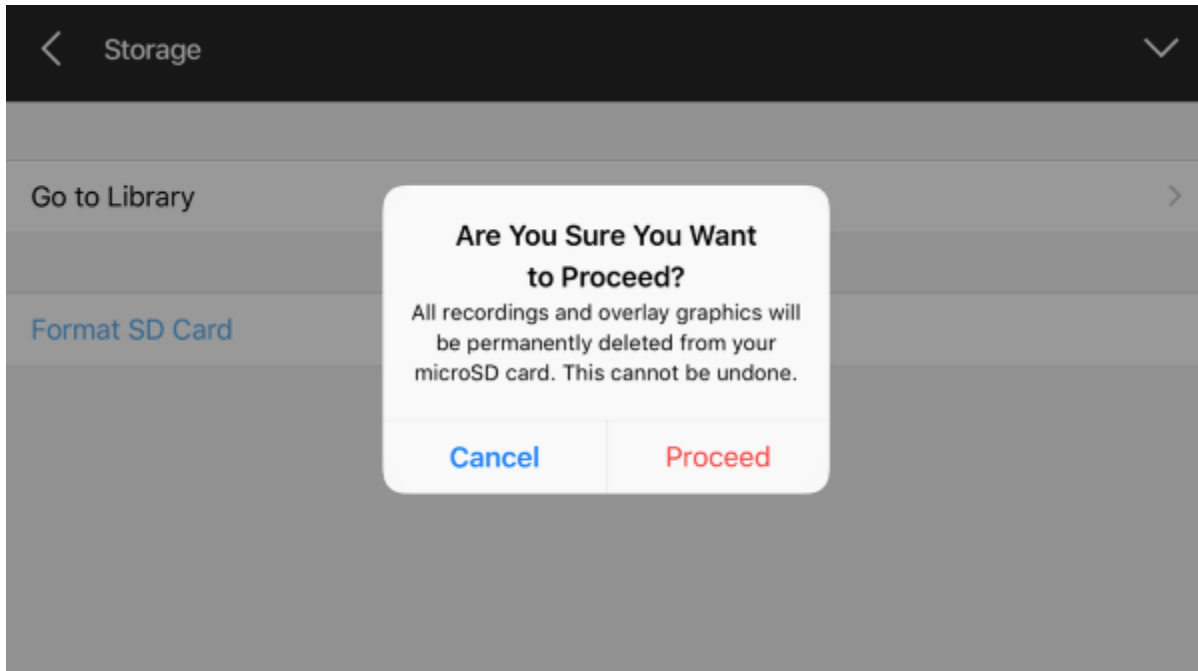 Storage
Go to Library
Format SD Card
Are You Sure You Want
to Proceed?
All recordings and overlay graphics will
be permanently deleted from your
microSD card. This cannot be undone.
Cancel
Proceed